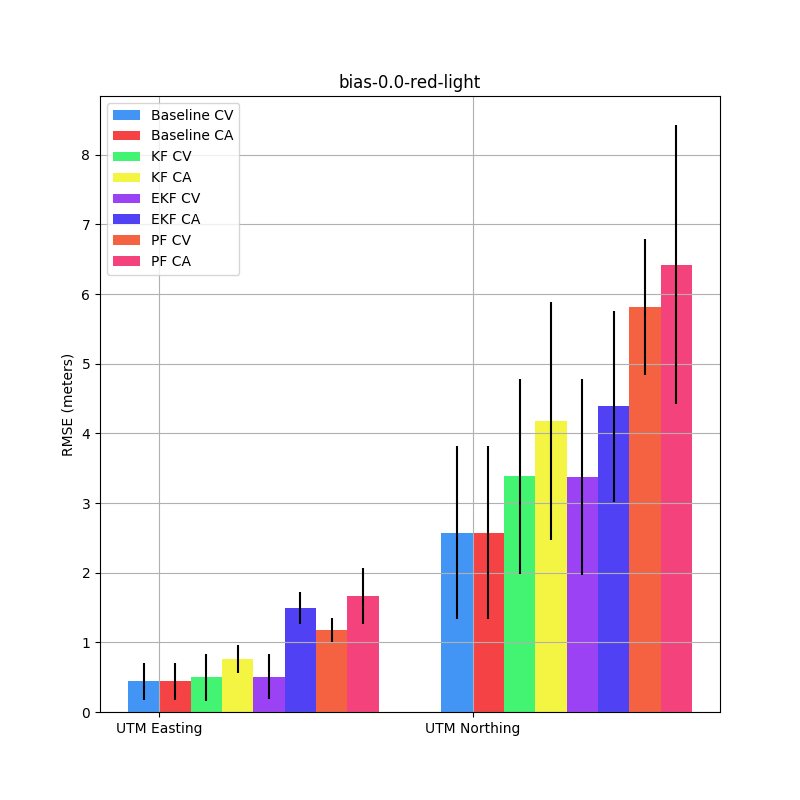 bias-0.0-red-light
Baseline CV
Baseline CA
KF CV
KF CA
EKF CV
EKF CA
PF CV
PF CA
8
7
6
5
4
3
2
1
0
RMSE (meters)
UTM Easting
UTM Northing